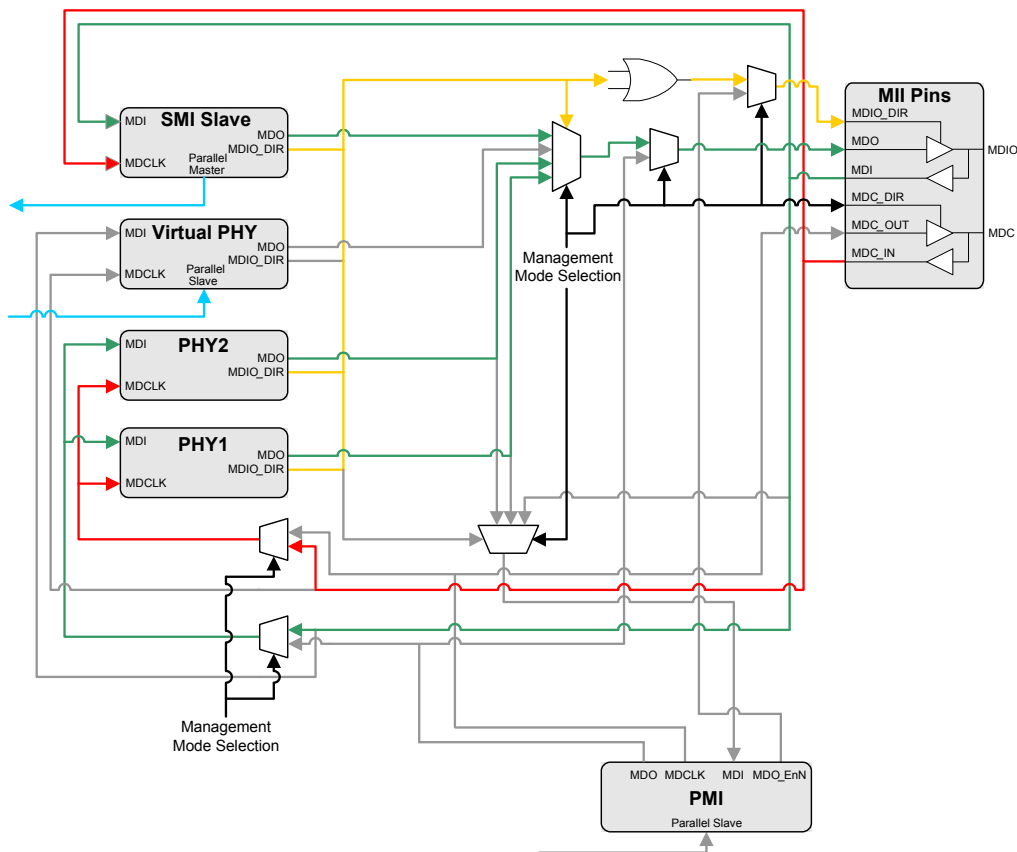 SMI Slave
MDI
MDO
MDIO_DIR
MDCLK
Parallel
Master
MII Pins
MDIO_DIR
MDO
MDIO
MDI
MDC_DIR
MDC_OUT
MDC
MDC_IN
Virtual PHY
MDI
MDO
MDIO_DIR
MDCLK
Parallel
Slave
Management
Mode Selection
PHY2
MDI
MDO
MDIO_DIR
MDCLK
PHY1
MDI
MDO
MDIO_DIR
MDCLK
Management
Mode Selection
MDO MDCLK MDI MDO_EnN
PMI
Parallel Slave